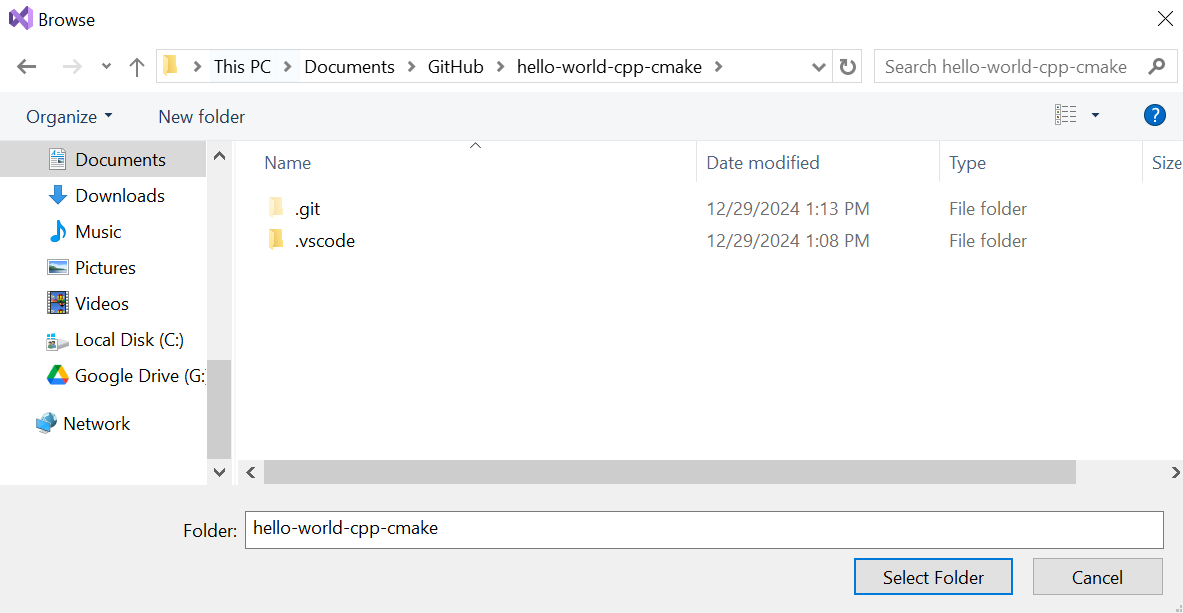 Browse
This PC Documents GitHub hello-world-cpp-cmake Search hello-world-cpp-cmake
Organize New folder ?
Documents
Downloads
Music
Pictures
Videos
Local Disk (C:)
Google Drive (G:
Network
Name Date modified Type Size
.git 12/29/2024 1:13 PM File folder
.vscode 12/29/2024 1:08 PM File folder
Folder: hello-world-cpp-cmake
Select Folder Cancel